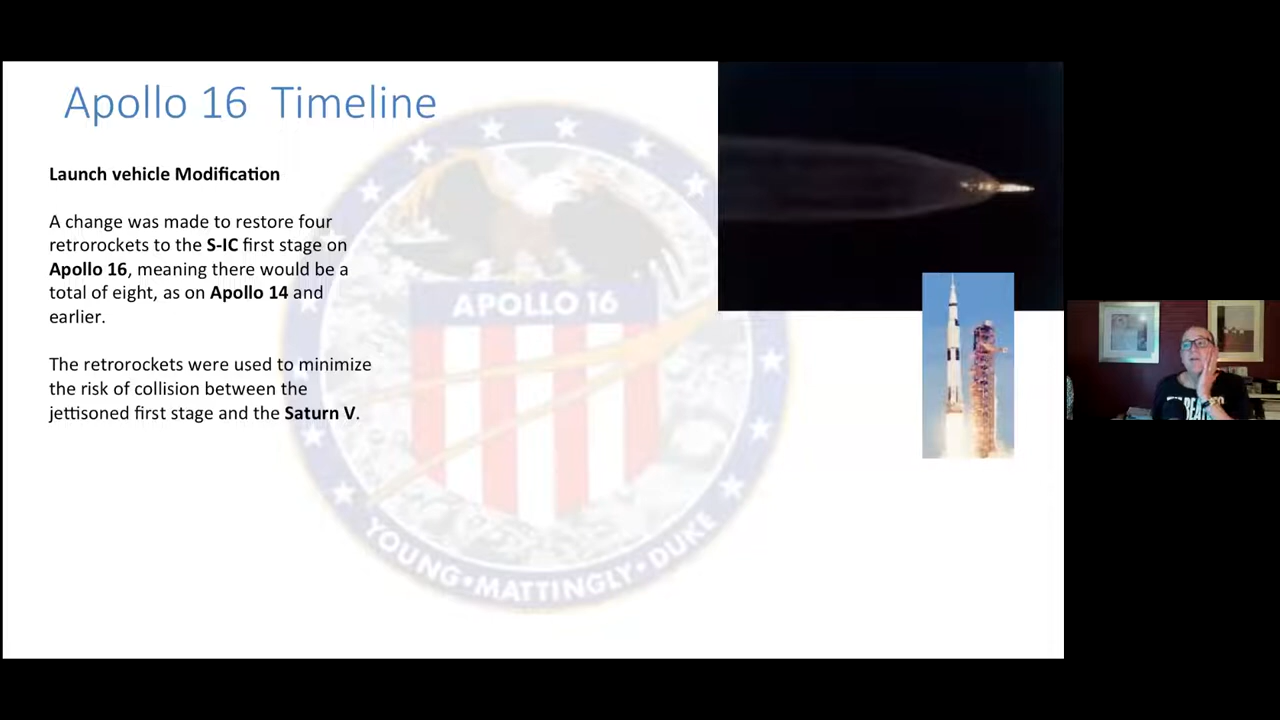 Apollo 16 Timeline
Launch vehicle Modification
A change was made to restore four
retrorockets to the S-IC first stage on
Apollo 16, meaning there would be a
total of eight, as on Apollo 14 and
earlier.
The retrorockets were used to minimize
the risk of collision between the
jettisoned first stage and the Saturn V.
APOLLO 16
YOUNG•MATTINGLY•DUKE